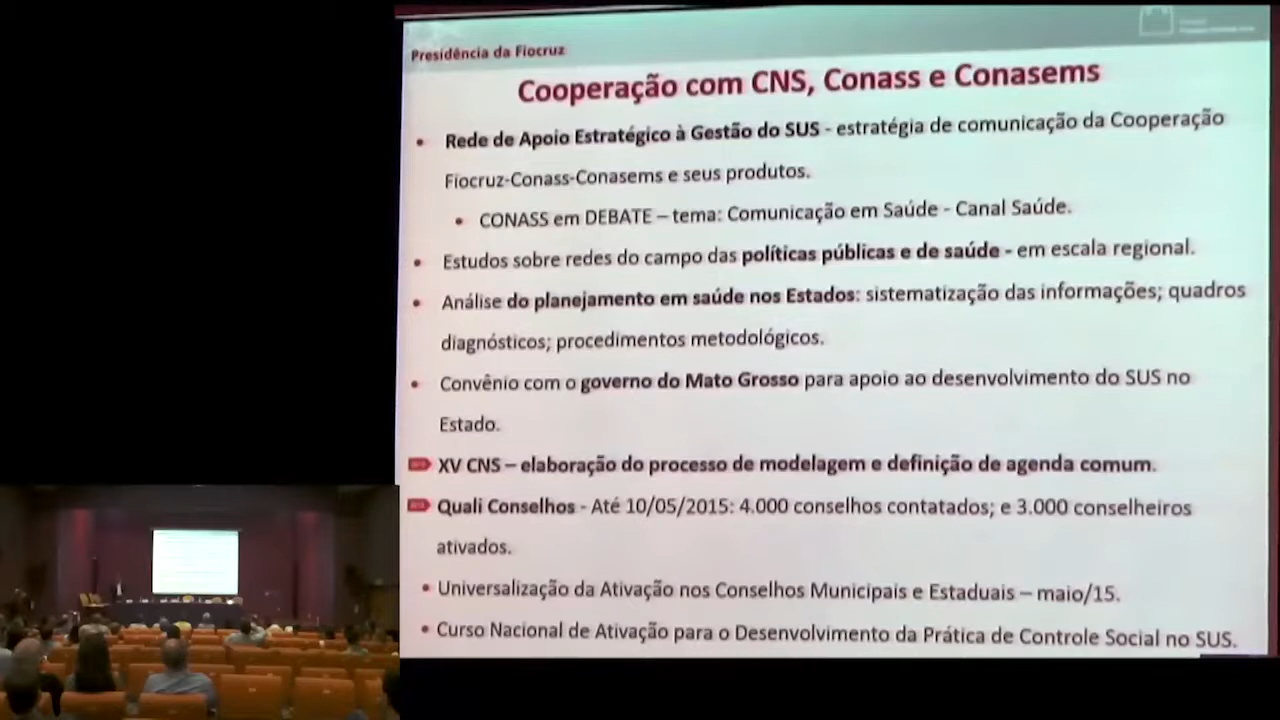 Presidência da Fiocruz
Cooperação com CNS, Conass e Conasems
• Rede de Apoio Estratégico à Gestão do SUS - estratégia de comunicação da Cooperação
Fiocruz-Conass-Conasems e seus produtos.
• CONASS em DEBATE – tema: Comunicação em Saúde - Canal Saúde.
• Estudos sobre redes do campo das políticas públicas e de saúde - em escala regional.
• Análise do planejamento em saúde nos Estados: sistematização das informações; quadros
diagnósticos; procedimentos metodológicos.
• Convênio com o governo do Mato Grosso para apoio ao desenvolvimento do SUS no
Estado.
XV CNS – elaboração do processo de modelagem e definição de agenda comum.
Quali Conselhos - Até 10/05/2015: 4.000 conselhos contatados; e 3.000 conselheiros
ativados.
• Universalização da Ativação nos Conselhos Municipais e Estaduais – maio/15.
• Curso Nacional de Ativação para o Desenvolvimento da Prática de Controle Social no SUS.